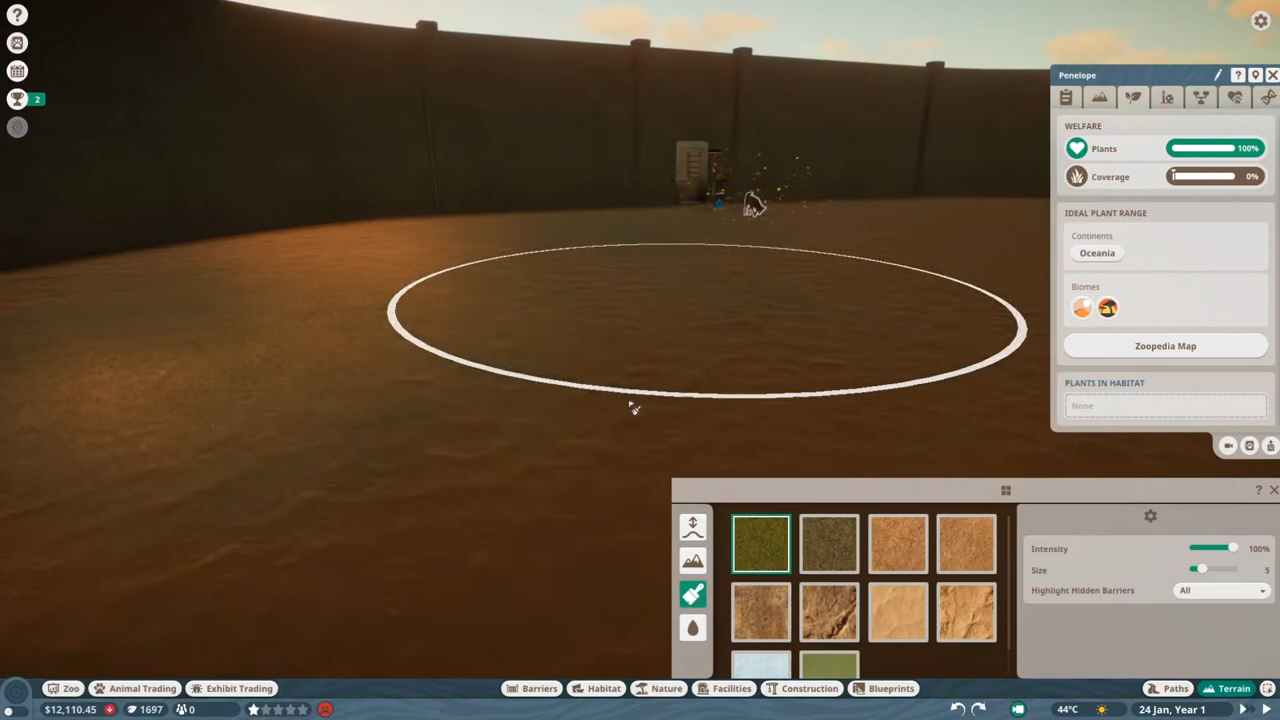 ?
2
Penelope
?
WELFARE
Plants 100%
Coverage 0%
IDEAL PLANT RANGE
Continents
Oceania
Biomes
Zoopedia Map
PLANTS IN HABITAT
None
?
Intensity 100%
Size 5
Highlight Hidden Barriers All
Zoo Animal Trading Exhibit Trading Barriers Habitat Nature Facilities Construction Blueprints Paths Terrain
$12,110.45 1697 0 44°C 24 Jan, Year 1